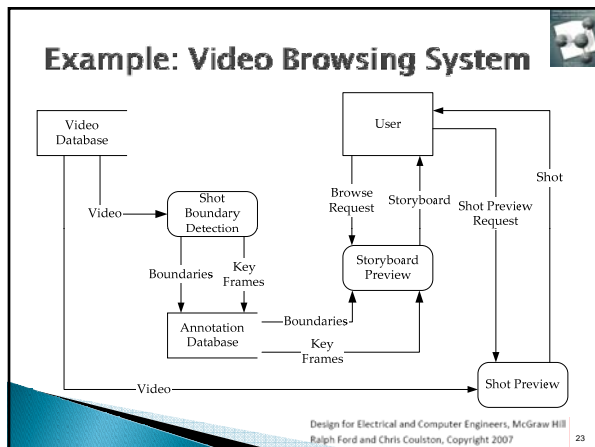 Example: Video Browsing System
Video
Database
User
Shot
Boundary
Detection
Video
Browse
Request
Storyboard
Shot Preview
Request
Shot
Boundaries
Key
Frames
Storyboard
Preview
Annotation
Database
Boundaries
Key
Frames
Video
Shot Preview
Design for Electrical and Computer Engineers, McGraw Hill
Ralph Ford and Chris Coulston, Copyright 2007
23